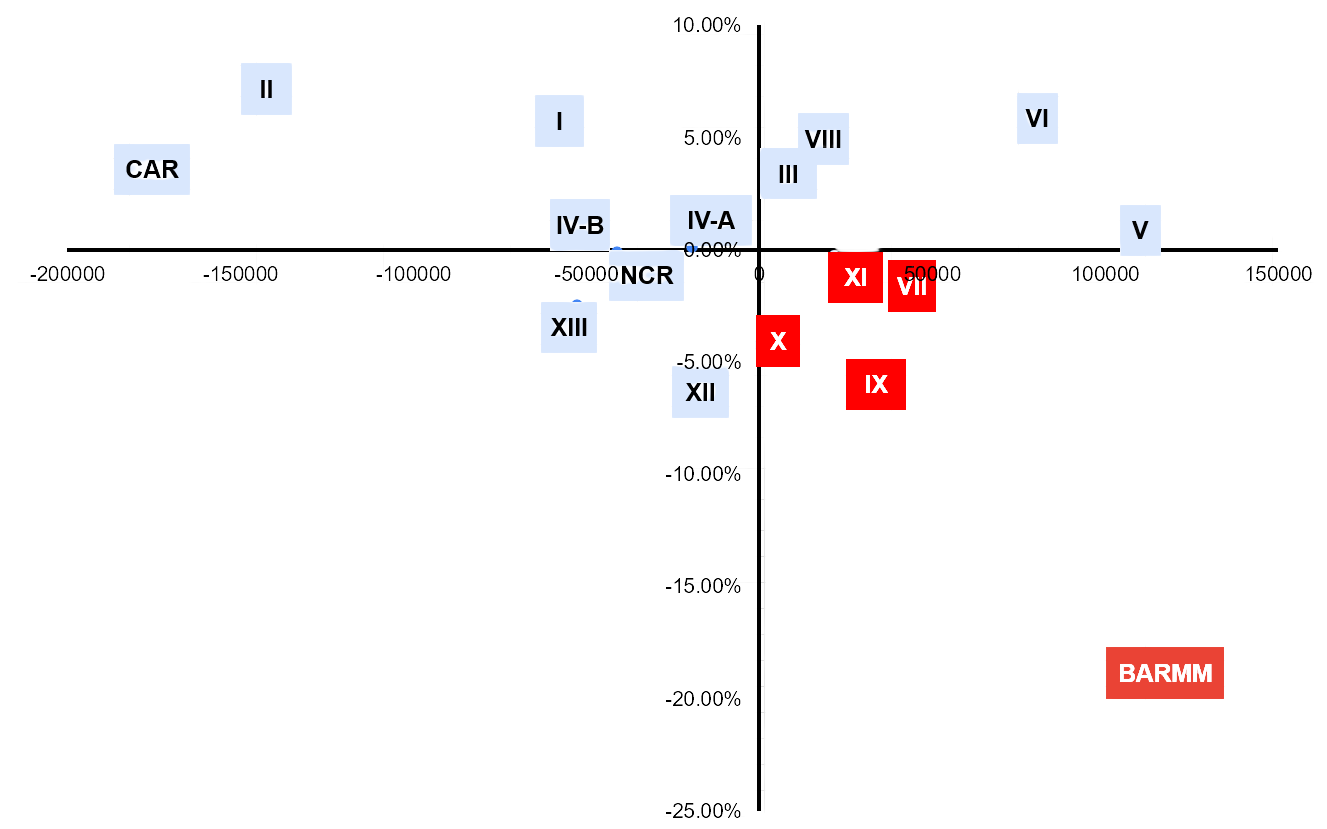 10.00%
II
I
VI
5.00%
VIII
CAR
III
IV-B
IV-A
V
0.00%
-200000
-150000
-100000
-50000
NCR
0
XI
50000
VII
100000
150000
XIII
X
-5.00%
XII
IX
-10.00%
-15.00%
BARMM
-20.00%
-25.00%